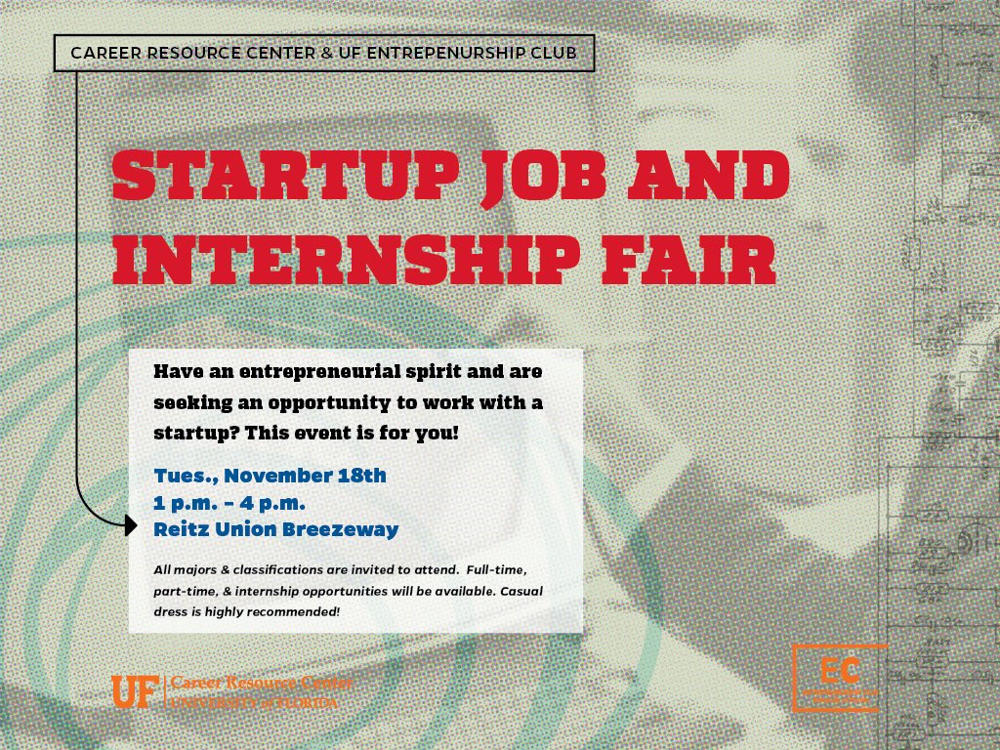 CAREER RESOURCE CENTER & UF ENTREPENURSHIP CLUB
STARTUP JOB AND
INTERNSHIP FAIR
Have an entrepreneurial spirit and are
seeking an opportunity to work with a
startup? This event is for you!
Tues., November 18th
1 p.m. – 4 p.m.
Reitz Union Breezeway
All majors & classifications are invited to attend. Full-time,
part-time, & internship opportunities will be available. Casual
dress is highly recommended!
UF Career Resource Center
UNIVERSITY of FLORIDA
EC